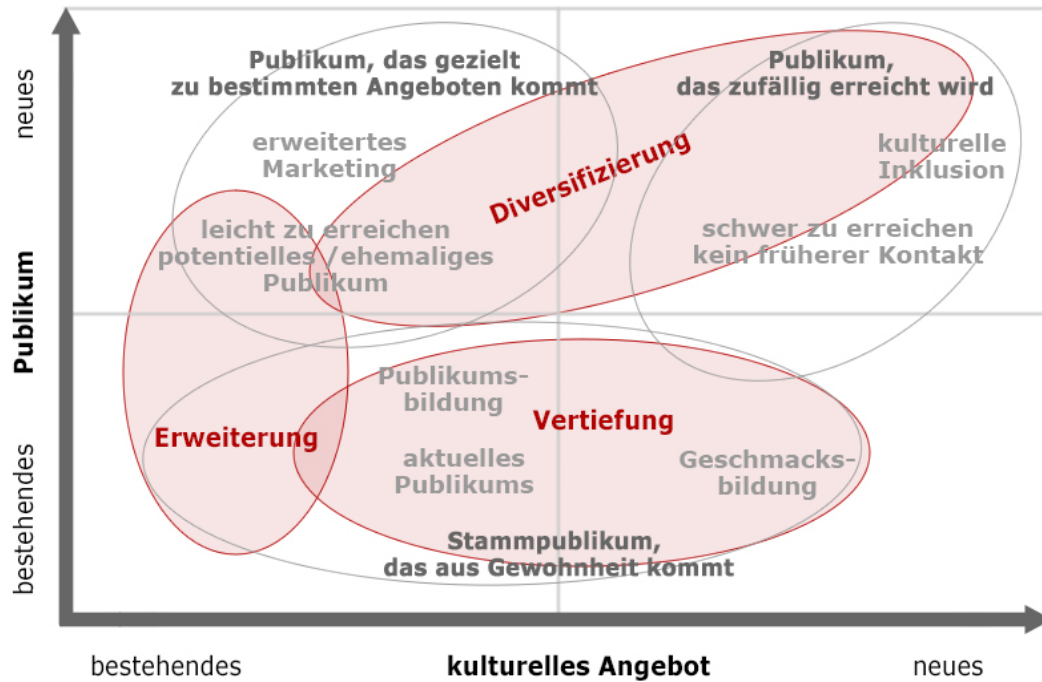 neues
Publikum
bestehendes
Publikum, das gezielt
zu bestimmten Angeboten kommt
Publikum,
das zufällig erreicht wird
erweitertes
Marketing
Diversifizierung
kulturelle
Inklusion
leicht zu erreichen
potentielles /ehemaliges
Publikum
schwer zu erreichen
kein früherer Kontakt
Publikums-
bildung
Erweiterung
Vertiefung
aktuelles
Publikums
Geschmacks-
bildung
Stammpublikum,
das aus Gewohnheit kommt
bestehendes
kulturelles Angebot
neues